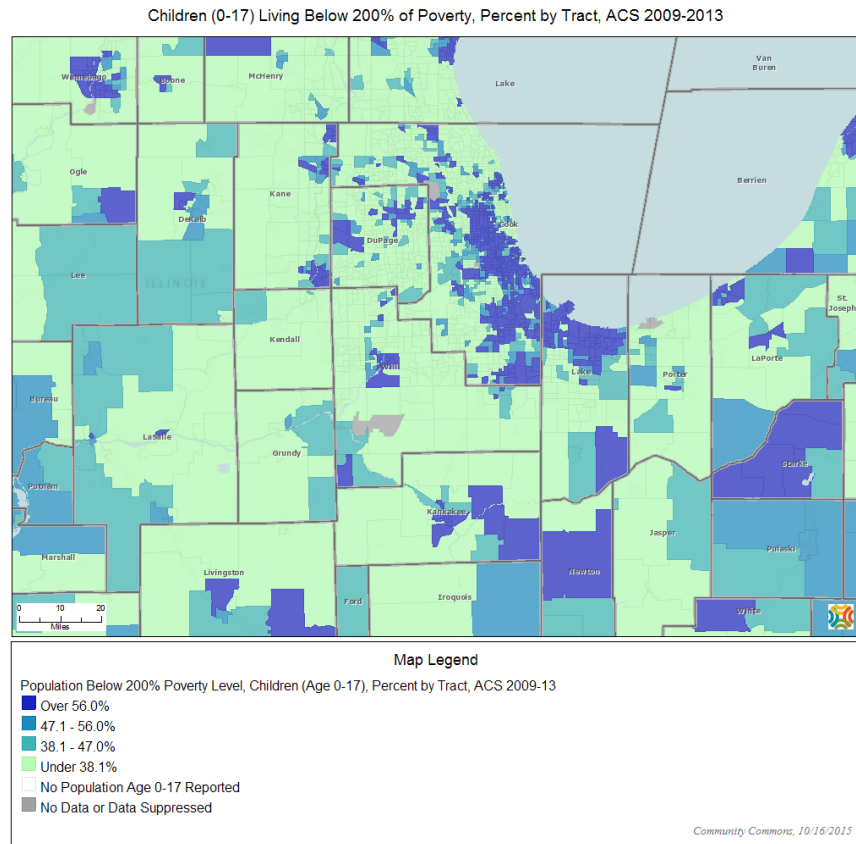 Children (0-17) Living Below 200% of Poverty, Percent by Tract, ACS 2009-2013
Lake
Van
Buren
Winnebago
Boone
McHenry
Ogle
Kane
Berrien
DeKalb
Cook
DuPage
Lee
ILLINOIS
St.
Joseph
Kendall
LaPorte
Will
Lake
Porter
Bureau
LaSalle
Grundy
Starke
Putnam
Kankakee
Jasper
Marshall
Pulaski
Livingston
Newton
Ford
Iroquois
White
0 10 20
Miles
Map Legend
Population Below 200% Poverty Level, Children (Age 0-17), Percent by Tract, ACS 2009-13
Over 56.0%
47.1 - 56.0%
38.1 - 47.0%
Under 38.1%
No Population Age 0-17 Reported
No Data or Data Suppressed
Community Commons, 10/16/2015